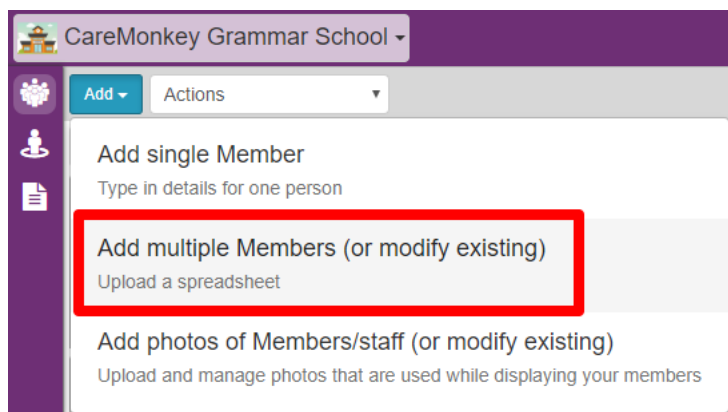 CareMonkey Grammar School
Add
Actions
Add single Member
Type in details for one person
Add multiple Members (or modify existing)
Upload a spreadsheet
Add photos of Members/staff (or modify existing)
Upload and manage photos that are used while displaying your members